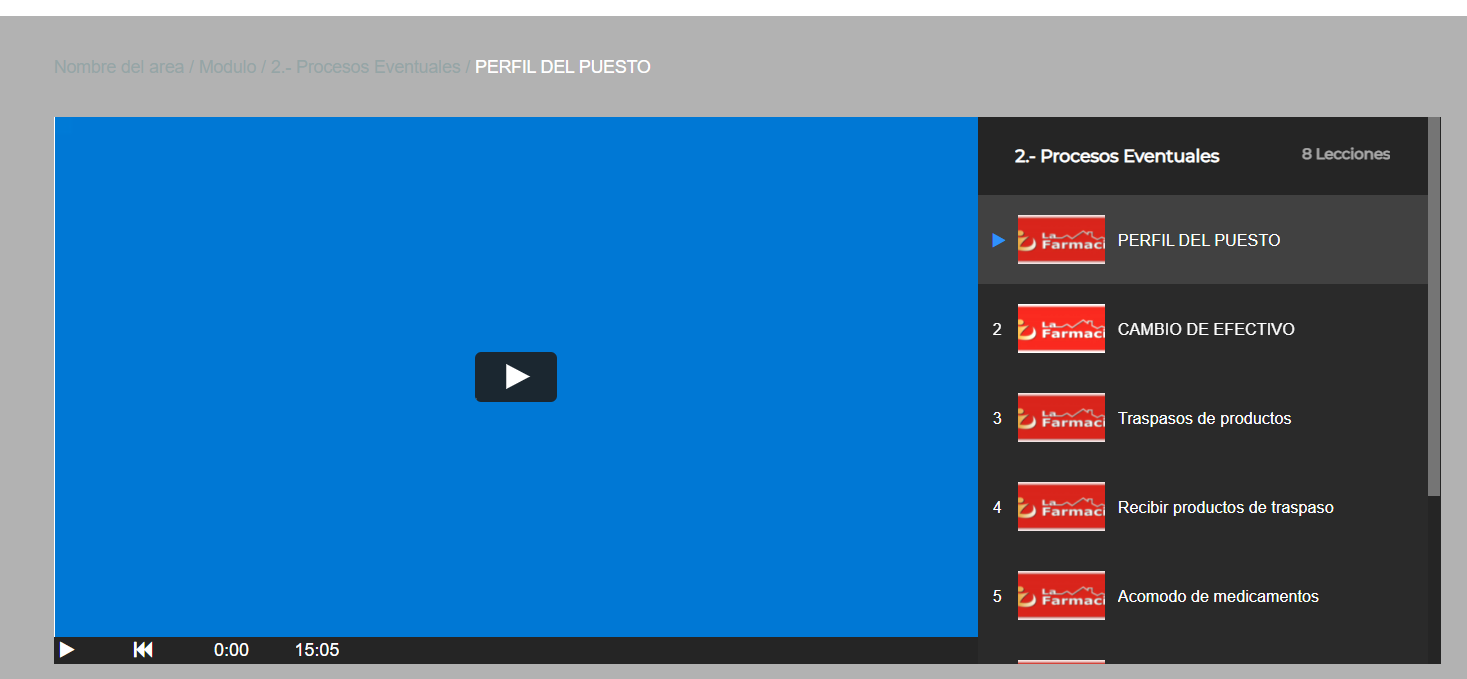 Nombre del area / Modulo / 2.- Procesos Eventuales / PERFIL DEL PUESTO
2.- Procesos Eventuales 8 Lecciones
La Farmaci PERFIL DEL PUESTO
2 La Farmaci CAMBIO DE EFECTIVO
3 La Farmaci Traspasos de productos
4 La Farmaci Recibir productos de traspaso
5 La Farmaci Acomodo de medicamentos
0:00 15:05